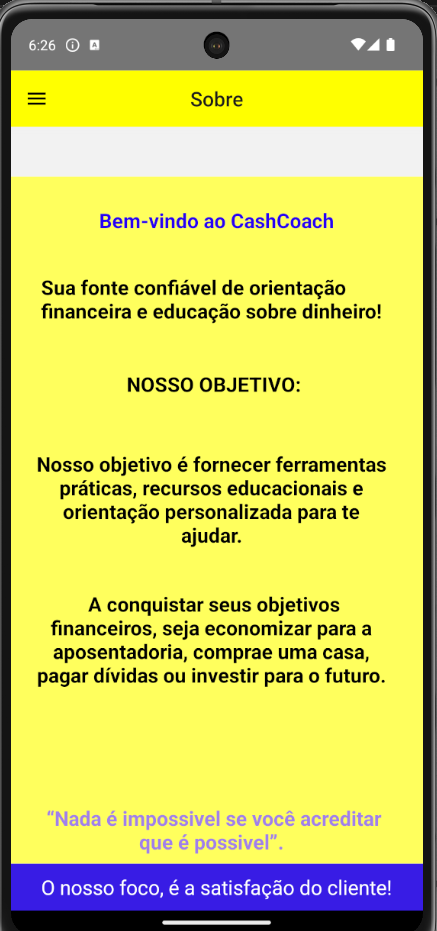 6:26
Sobre
Bem-vindo ao CashCoach
Sua fonte confiável de orientação
financeira e educação sobre dinheiro!
NOSSO OBJETIVO:
Nosso objetivo é fornecer ferramentas
práticas, recursos educacionais e
orientação personalizada para te
ajudar.
A conquistar seus objetivos
financeiros, seja economizar para a
aposentadoria, comprae uma casa,
pagar dívidas ou investir para o futuro.
“Nada é impossivel se você acreditar
que é possivel”.
O nosso foco, é a satisfação do cliente!